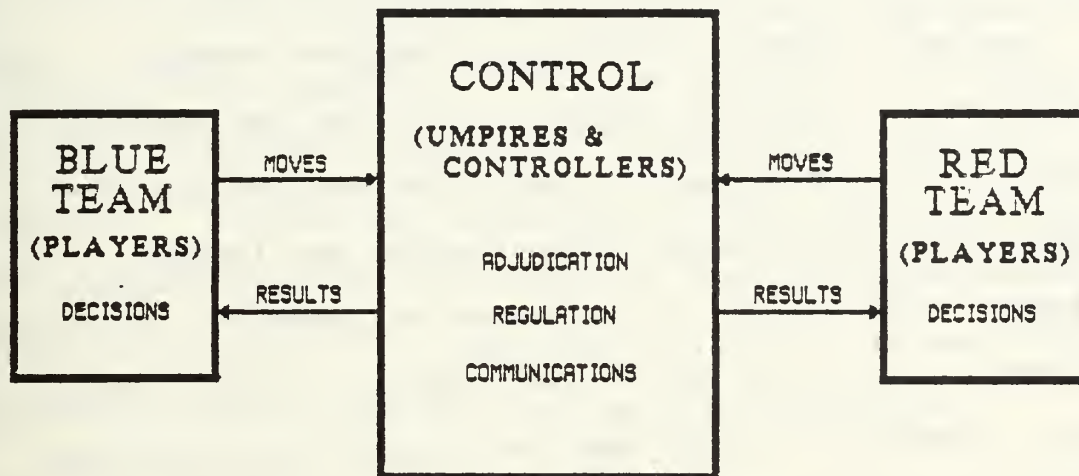 CONTROL
(UMPIRES &
CONTROLLERS)
ADJUDICATION
REGULATION
COMMUNICATIONS
BLUE
TEAM
(PLAYERS)
DECISIONS
MOVES
RESULTS
MOVES
RESULTS
RED
TEAM
(PLAYERS)
DECISIONS